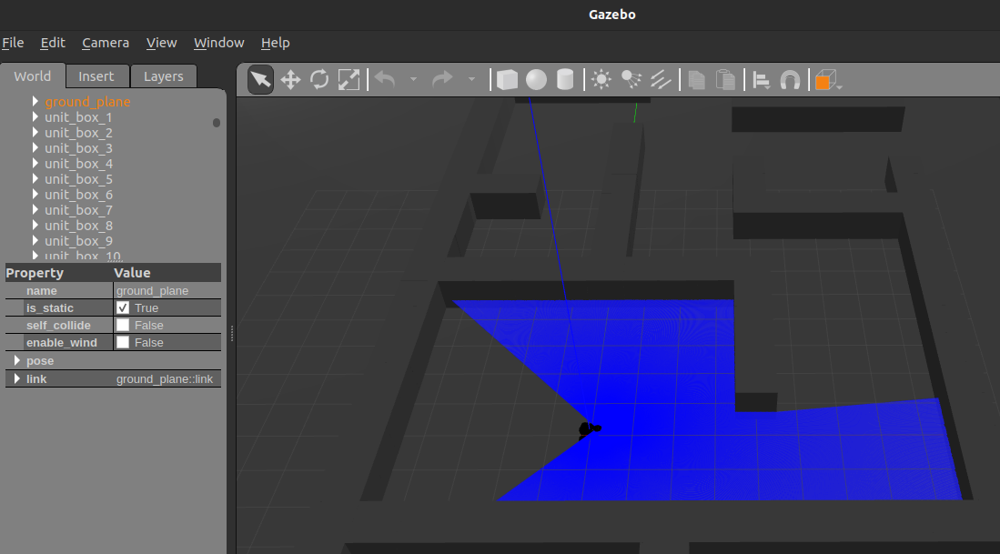 Gazebo
File Edit Camera View Window Help
World Insert Layers
ground_plane
unit_box_1
unit_box_2
unit_box_3
unit_box_4
unit_box_5
unit_box_6
unit_box_7
unit_box_8
unit_box_9
unit_box_10
Property Value
name ground_plane
is_static True
self_collide False
enable_wind False
pose
link ground_plane::link